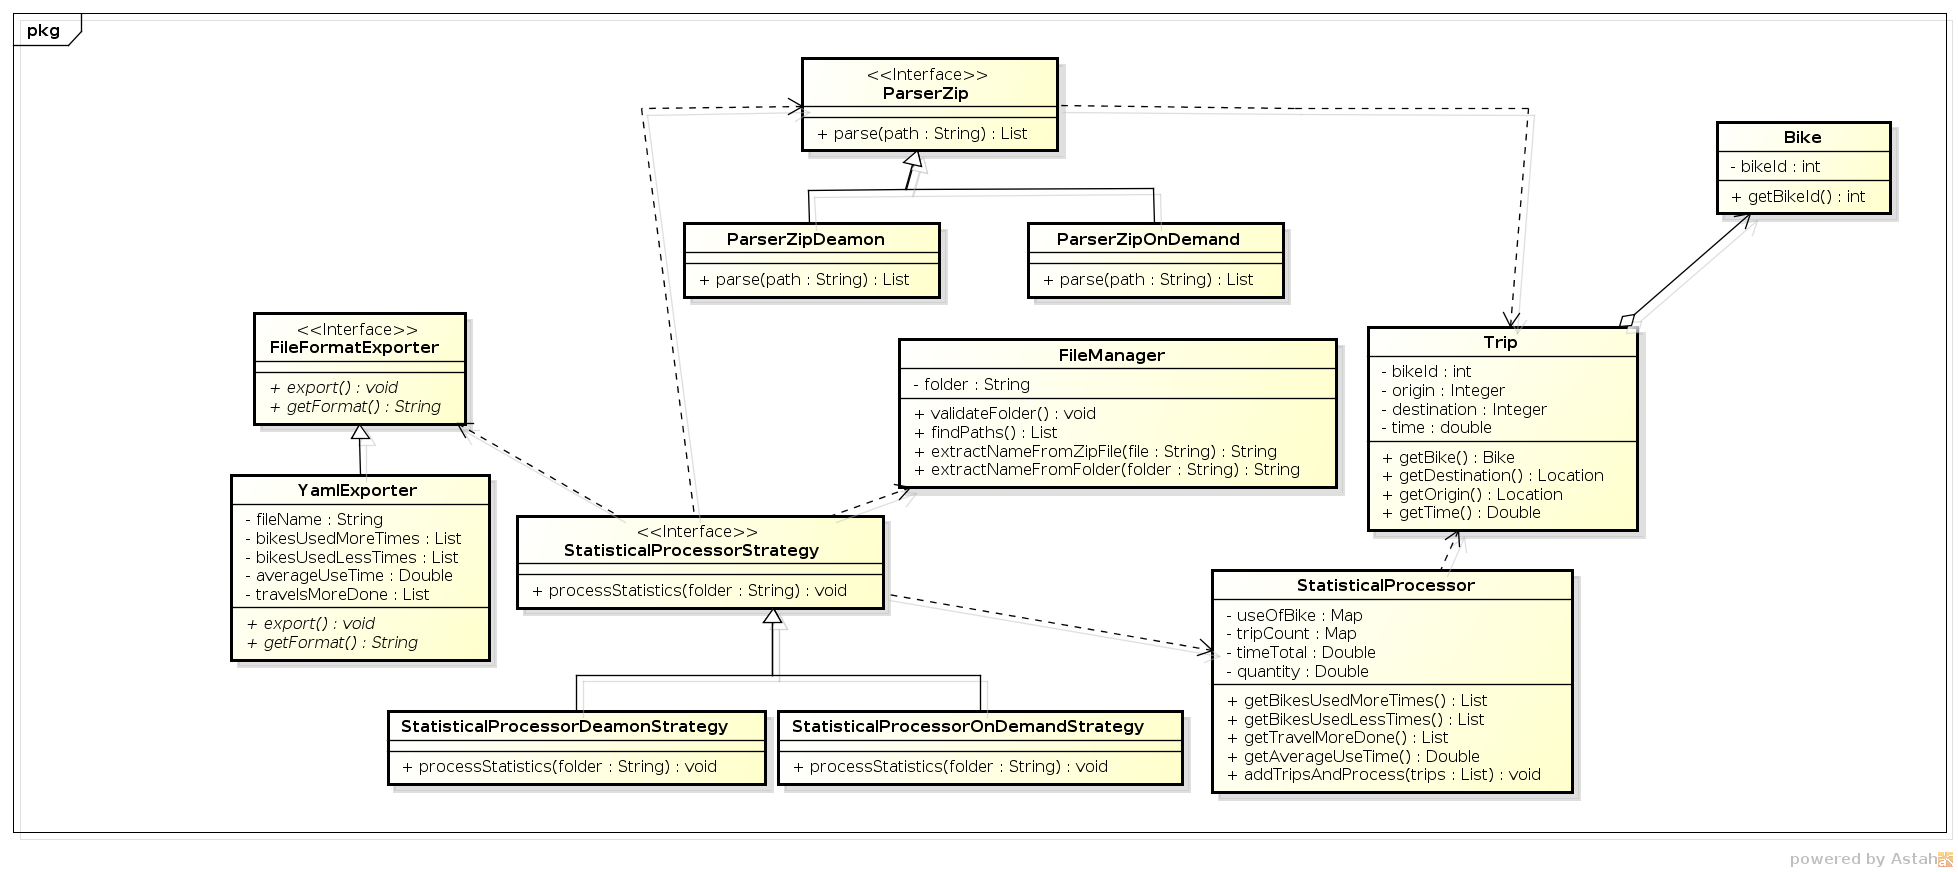 pkg
<<Interface>>
ParserZip
+ parse(path : String) : List
Bike
- bikeId : int
+ getBikeId() : int
ParserZipDeamon
+ parse(path : String) : List
ParserZipOnDemand
+ parse(path : String) : List
<<Interface>>
FileFormatExporter
+ export() : void
+ getFormat() : String
FileManager
- folder : String
+ validateFolder() : void
+ findPaths() : List
+ extractNameFromZipFile(file : String) : String
+ extractNameFromFolder(folder : String) : String
Trip
- bikeId : int
- origin : Integer
- destination : Integer
- time : double
+ getBike() : Bike
+ getDestination() : Location
+ getOrigin() : Location
+ getTime() : Double
YamlExporter
- fileName : String
- bikesUsedMoreTimes : List
- bikesUsedLessTimes : List
- averageUseTime : Double
- travelsMoreDone : List
+ export() : void
+ getFormat() : String
<<Interface>>
StatisticalProcessorStrategy
+ processStatistics(folder : String) : void
StatisticalProcessor
- useOfBike : Map
- tripCount : Map
- timeTotal : Double
- quantity : Double
+ getBikesUsedMoreTimes() : List
+ getBikesUsedLessTimes() : List
+ getTravelMoreDone() : List
+ getAverageUseTime() : Double
+ addTripsAndProcess(trips : List) : void
StatisticalProcessorDeamonStrategy
+ processStatistics(folder : String) : void
StatisticalProcessorOnDemandStrategy
+ processStatistics(folder : String) : void
powered by Astah